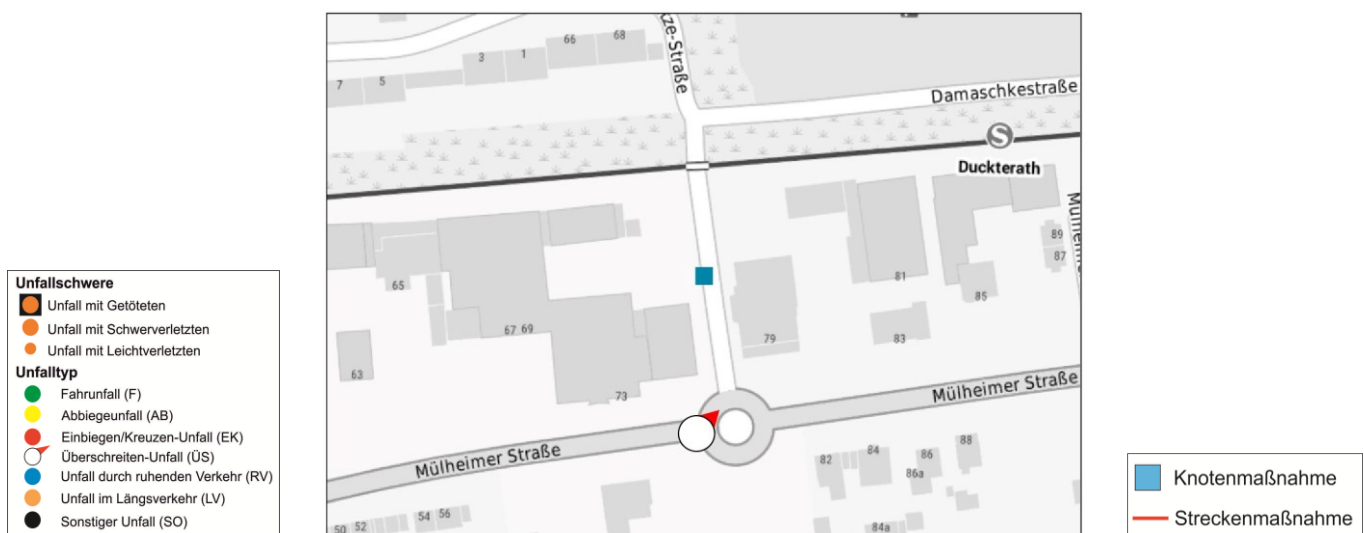 Unfallschwere
Unfall mit Getöteten
Unfall mit Schwerverletzten
Unfall mit Leichtverletzten
Unfalltyp
Fahrunfall (F)
Abbiegeunfall (AB)
Einbiegen/Kreuzen-Unfall (EK)
Überschreiten-Unfall (ÜS)
Unfall durch ruhenden Verkehr (RV)
Unfall im Längsverkehr (LV)
Sonstiger Unfall (SO)
ze-Straße
66
68
3
1
7
5
Damaschkestraße
S
Duckterath
65
67 69
63
73
79
81
83
85
89
87
Mülheimer Straße
Mülheimer Straße
82
84
86
86a
88
84a
50 52
54 56
Knotenmaßnahme
Streckenmaßnahme